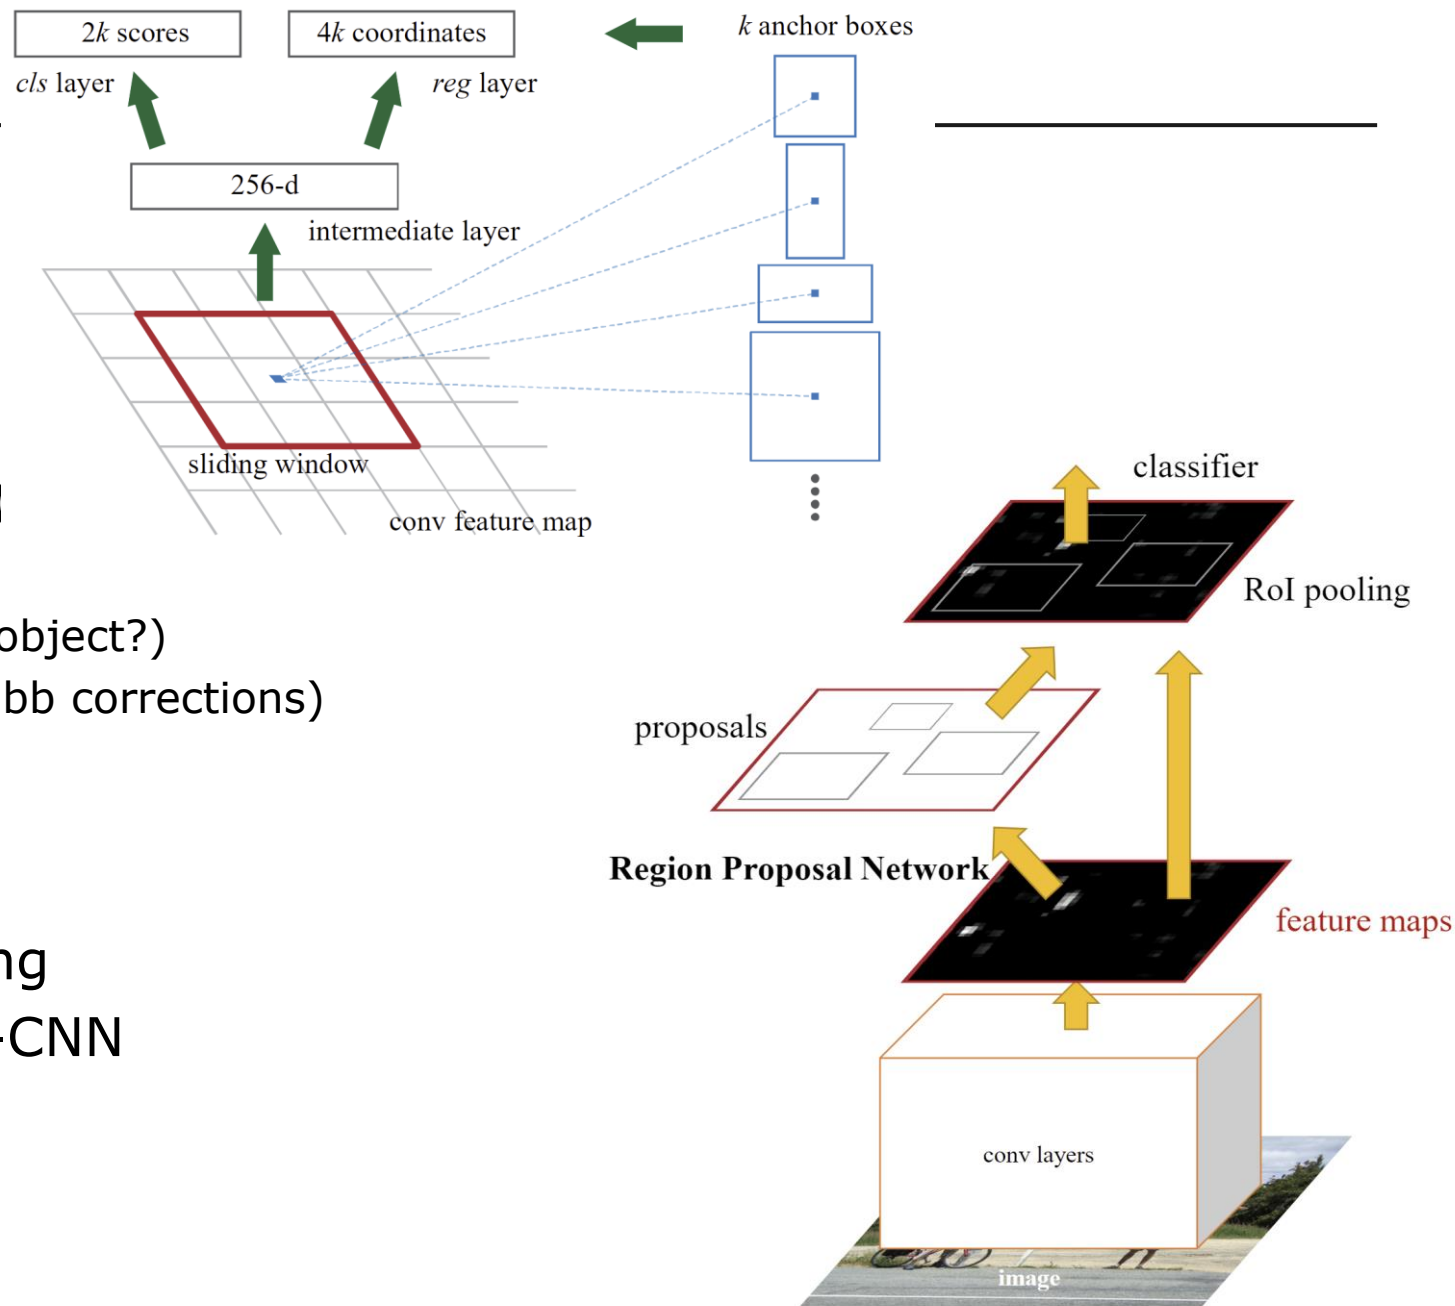 2k scores
4k coordinates
k anchor boxes
cls layer
reg layer
256-d
intermediate layer
sliding window
conv feature map
classifier
RoI pooling
object?)
bb corrections)
proposals
Region Proposal Network
feature maps
ng
-CNN
conv layers
image